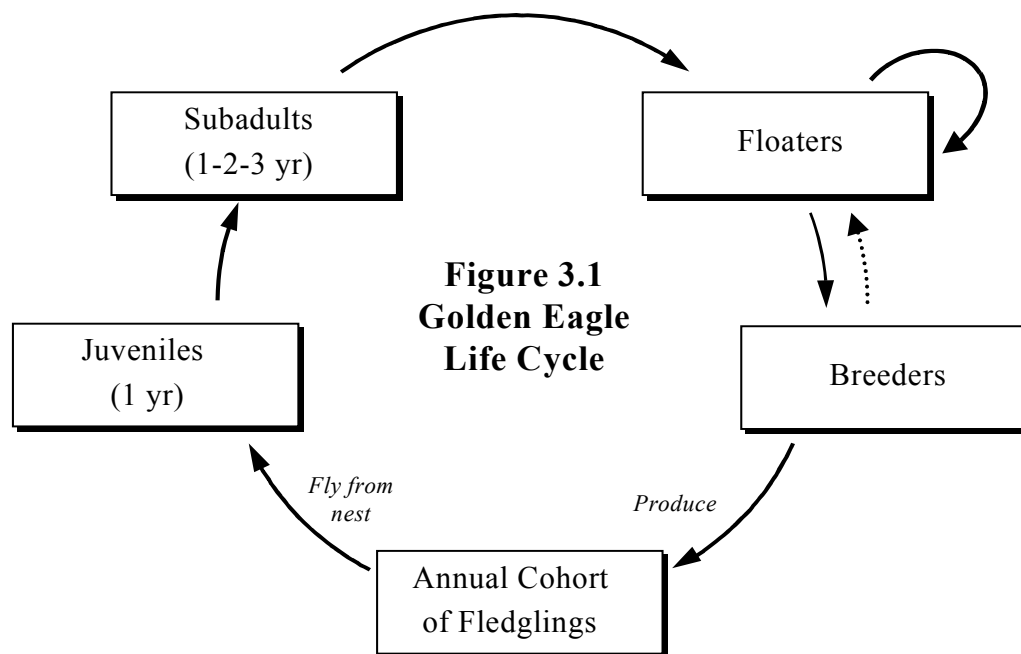 Subadults
(1-2-3 yr)
Floaters
Figure 3.1
Golden Eagle
Life Cycle
Juveniles
(1 yr)
Breeders
Fly from
nest
Produce
Annual Cohort
of Fledglings